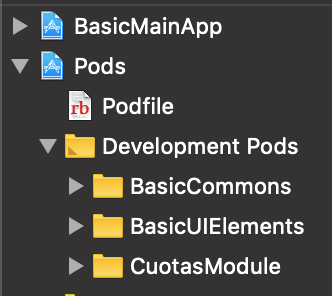 BasicMainApp
Pods
rb Podfile
Development Pods
BasicCommons
BasicUIElements
CuotasModule